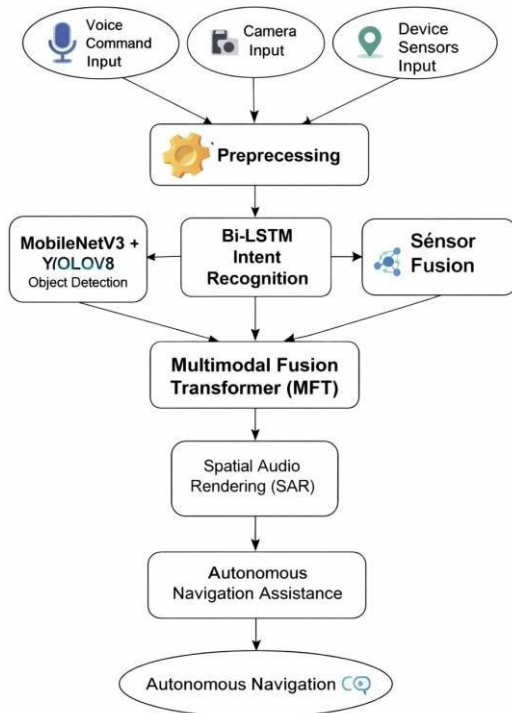 Voice
Command
Input
Camera
Input
Device
Sensors
Input
Preprecessing
MobileNetV3 +
Y/OLOV8
Object Detection
Bi-LSTM
Intent
Recognition
Sénsor
Fusion
Multimodal Fusion
Transformer (MFT)
Spatial Audio
Rendering (SAR)
Autonomous
Navigation Assistance
Autonomous Navigation